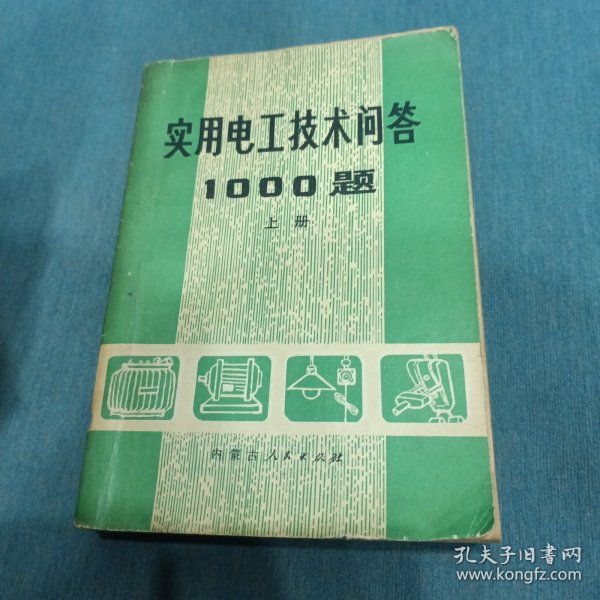 实用电工技术问答
1000题
上册
内蒙古人民出版社
孔夫子旧书网
www.kongfz.com